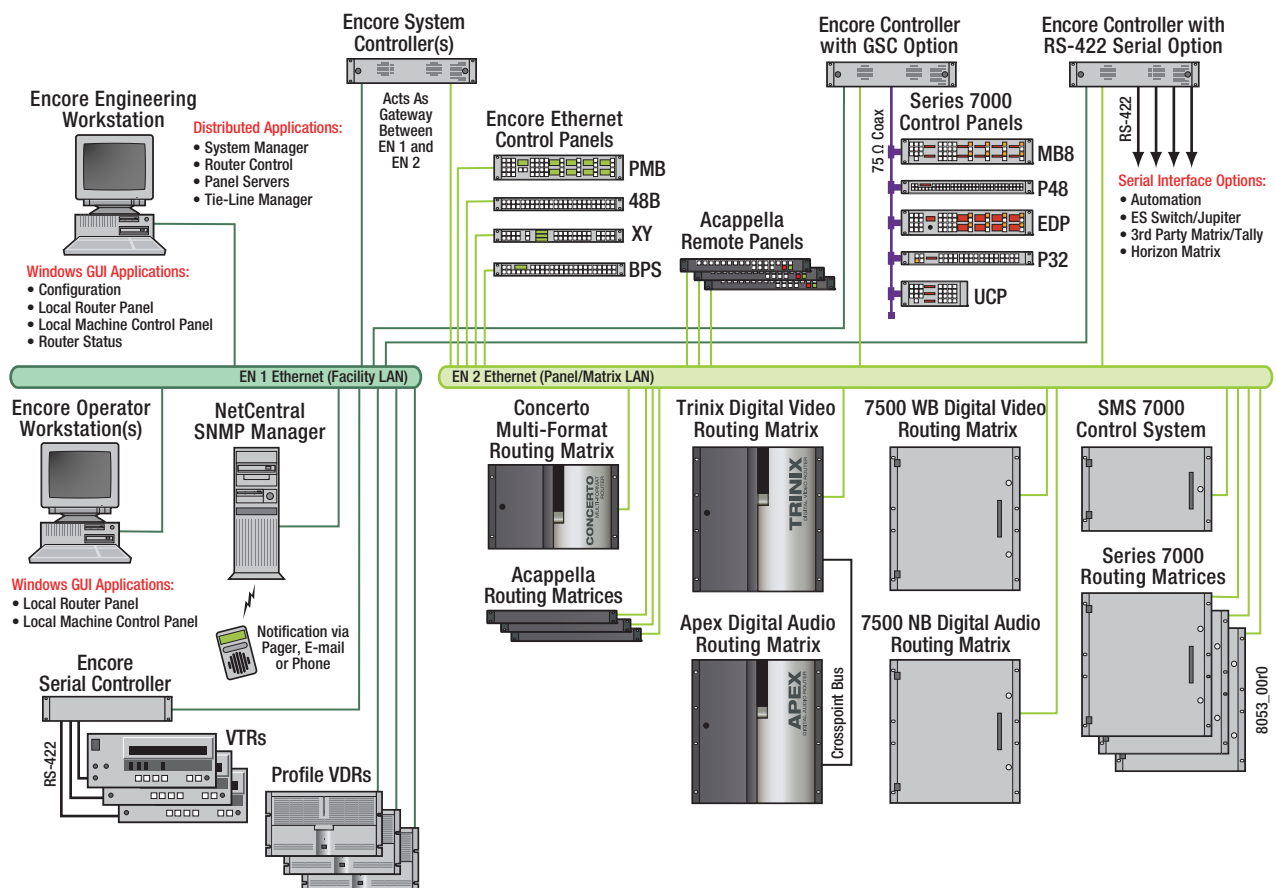 Encore System
Controller(s)
Acts As
Gateway
Between
EN 1 and
EN 2
Encore Controller
with GSC Option
Encore Controller with
RS-422 Serial Option
Encore Engineering
Workstation
Distributed Applications:
• System Manager
• Router Control
• Panel Servers
• Tie-Line Manager
Windows GUI Applications:
• Configuration
• Local Router Panel
• Local Machine Control Panel
• Router Status
Encore Ethernet
Control Panels
PMB
48B
XY
BPS
Acappella
Remote Panels
75 Ω Coax
Series 7000
Control Panels
MB8
P48
EDP
P32
UCP
RS-422
Serial Interface Options:
• Automation
• ES Switch/Jupiter
• 3rd Party Matrix/Tally
• Horizon Matrix
EN 1 Ethernet (Facility LAN)
EN 2 Ethernet (Panel/Matrix LAN)
Encore Operator
Workstation(s)
Windows GUI Applications:
• Local Router Panel
• Local Machine Control Panel
NetCentral
SNMP Manager
Notification via
Pager, E-mail
or Phone
Encore
Serial Controller
RS-422
VTRs
Profile VDRs
Concerto
Multi-Format
Routing Matrix
CONCERTO
MULTI-FORMAT
ROUTER
Acappella
Routing Matrices
Trinix Digital Video
Routing Matrix
TRINIX
DIGITAL VIDEO ROUTER
Apex Digital Audio
Routing Matrix
APEX
DIGITAL AUDIO ROUTER
Crosspoint Bus
7500 WB Digital Video
Routing Matrix
7500 NB Digital Audio
Routing Matrix
SMS 7000
Control System
Series 7000
Routing Matrices
8053_00r0